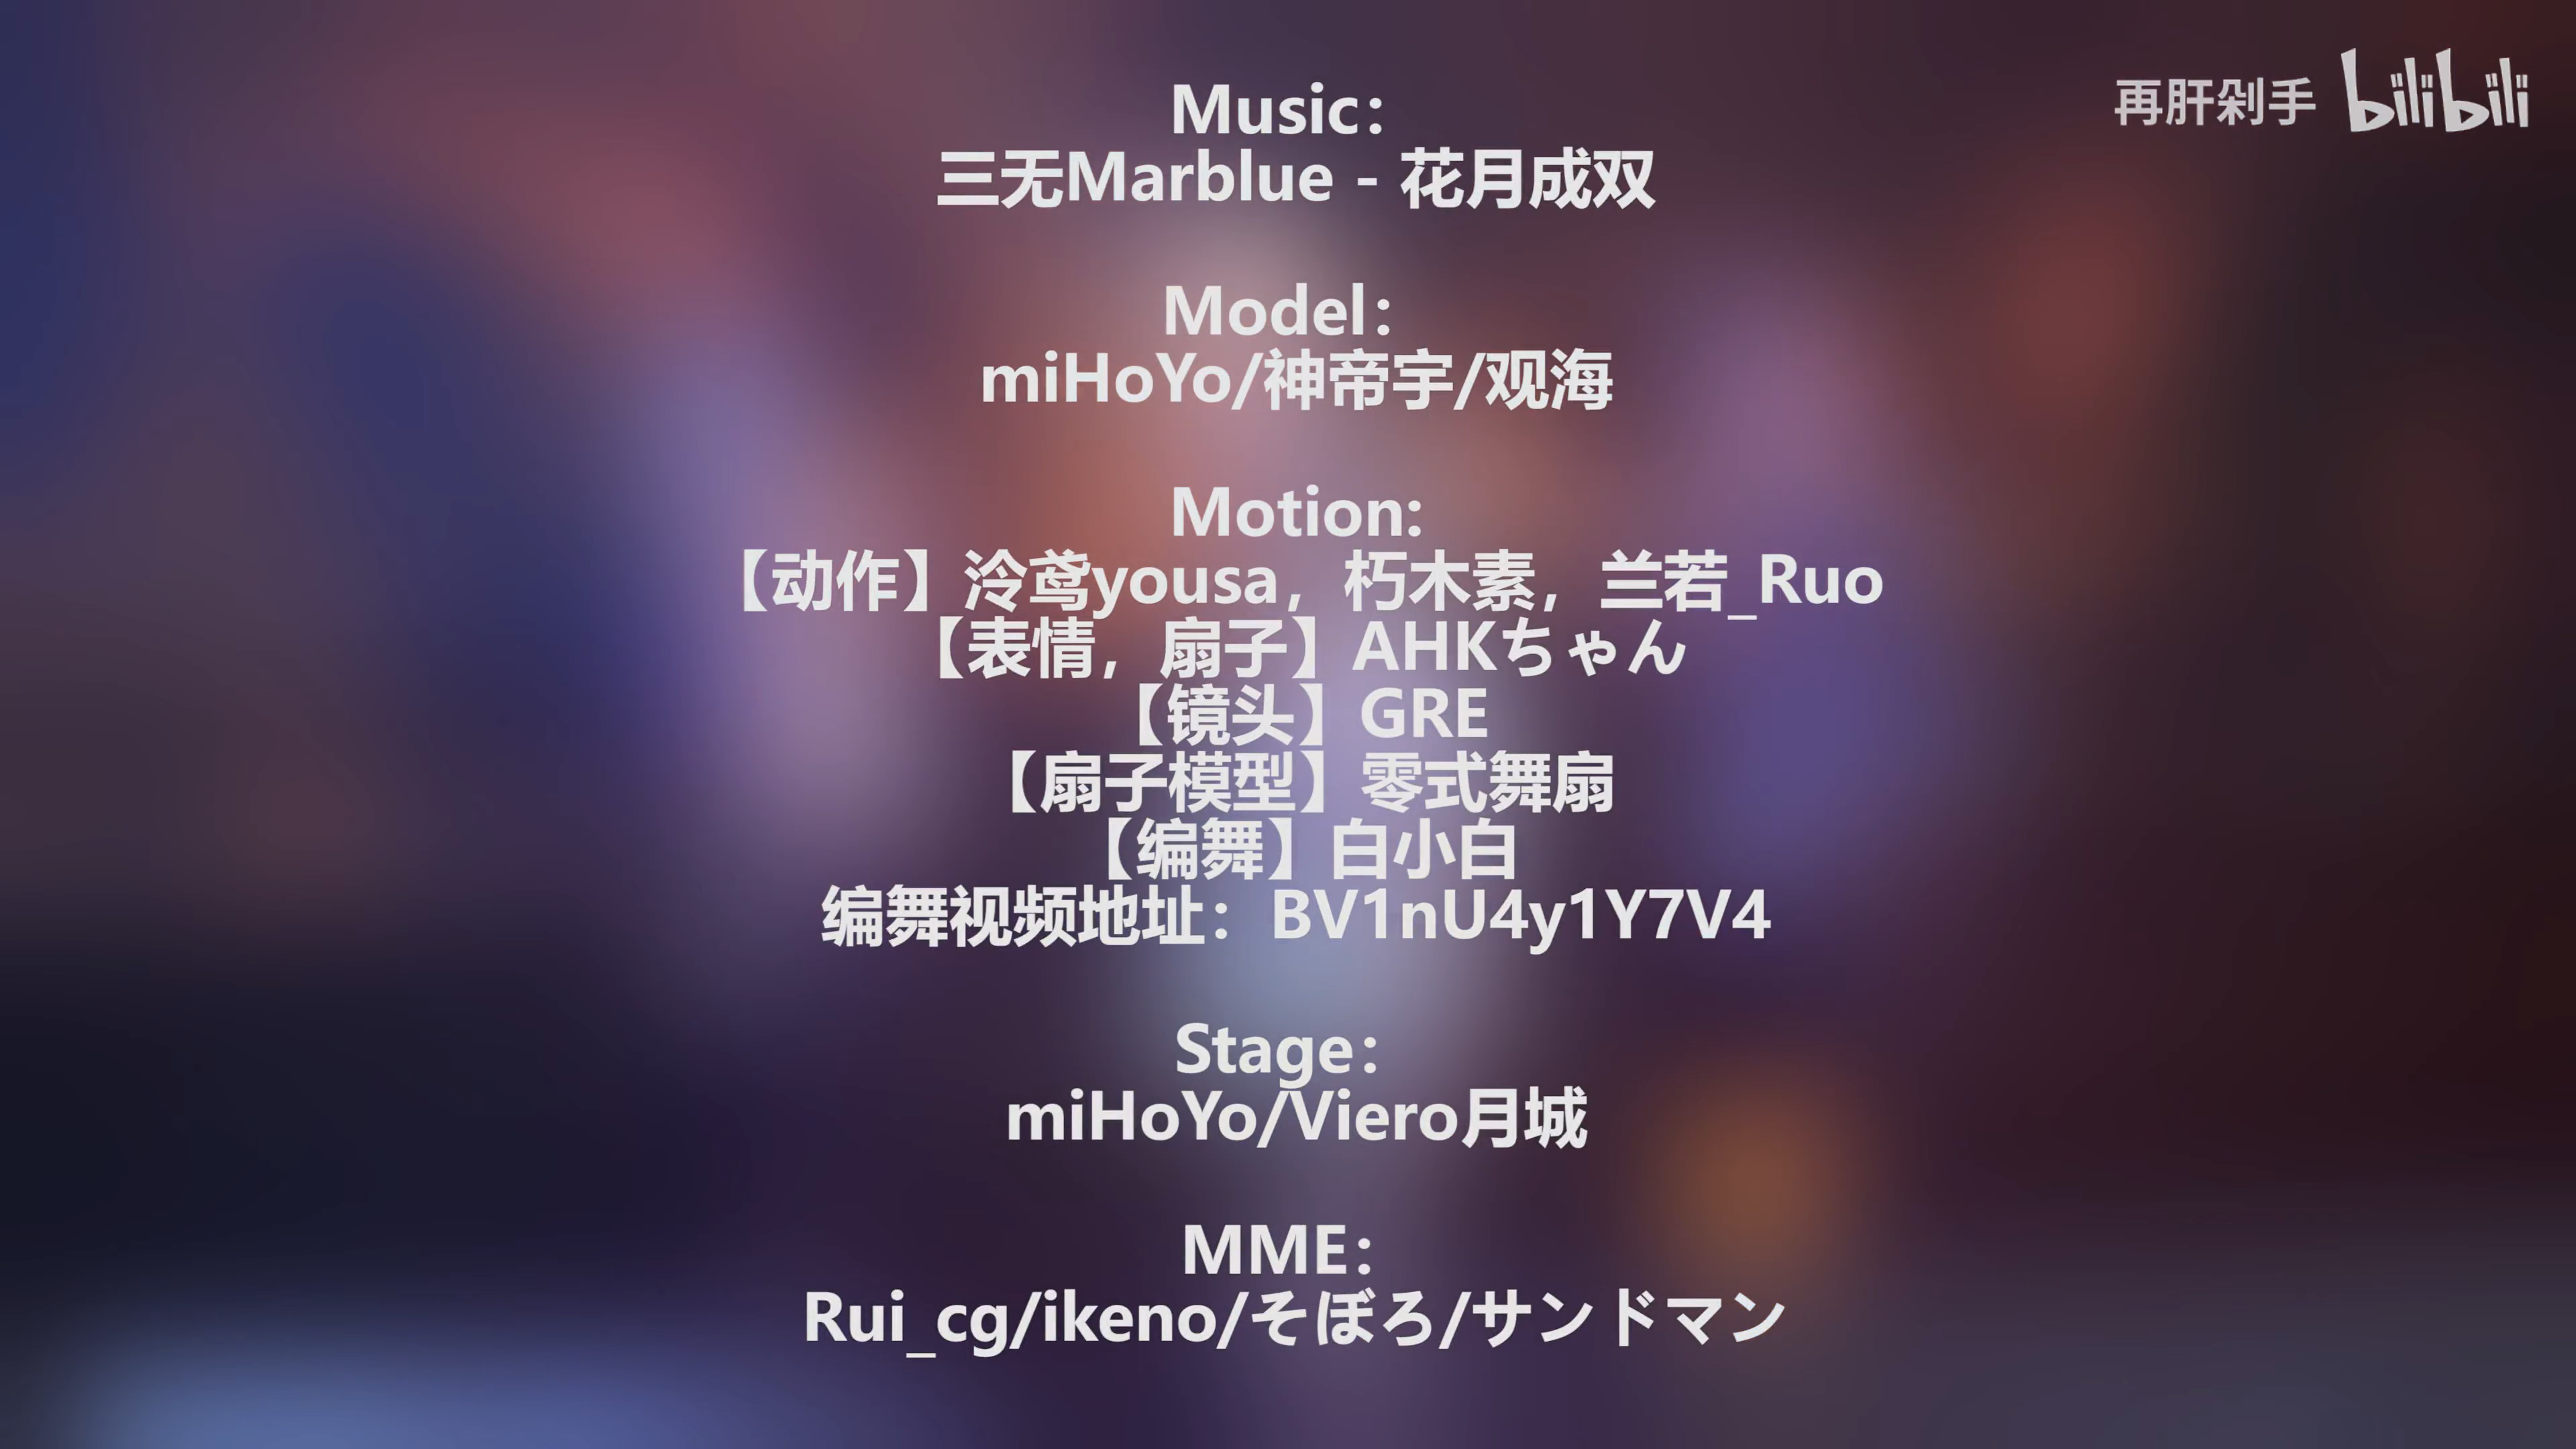 再肝剁手 bilibili
Music：
三无Marblue - 花月成双
Model：
miHoYo/神帝宇/观海
Motion:
【动作】泠鸢yousa，朽木素，兰若_Ruo
【表情，扇子】AHKちゃん
【镜头】GRE
【扇子模型】零式舞扇
【编舞】白小白
编舞视频地址：BV1nU4y1Y7V4
Stage：
miHoYo/Viero月城
MME：
Rui_cg/ikeno/そぼろ/サンドマン